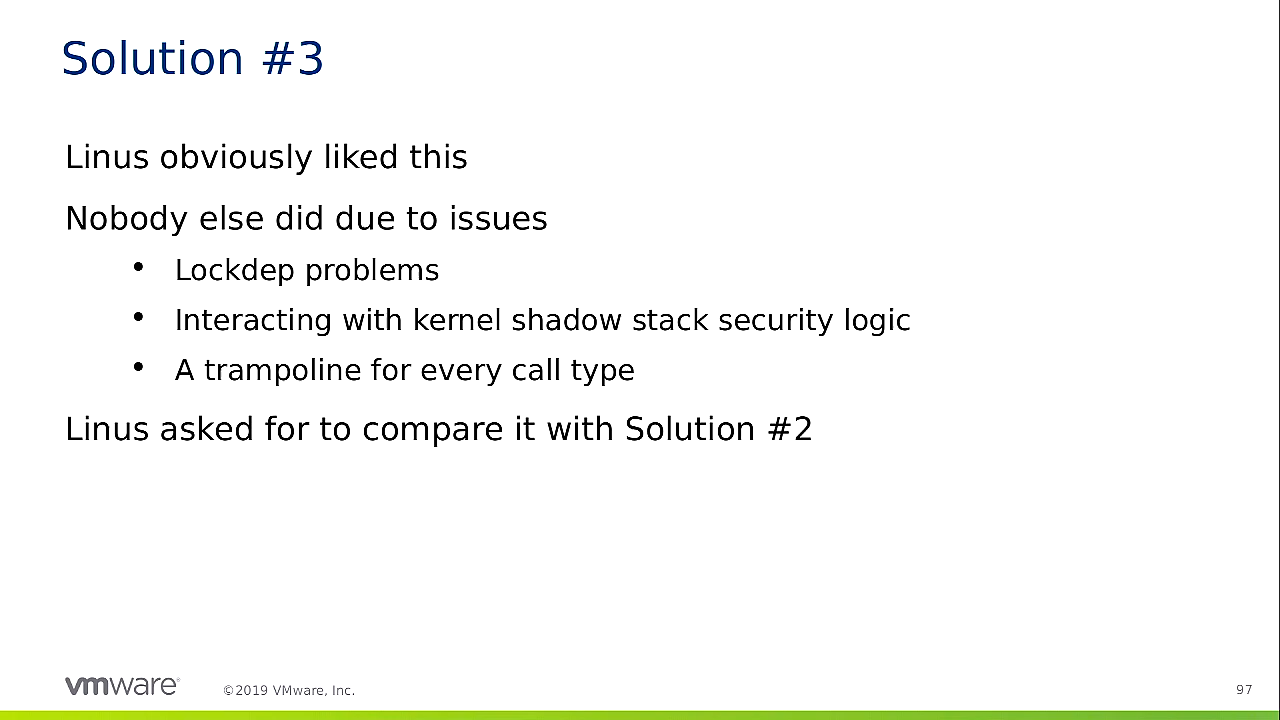 Solution #3
Linus obviously liked this
Nobody else did due to issues
• Lockdep problems
• Interacting with kernel shadow stack security logic
• A trampoline for every call type
Linus asked for to compare it with Solution #2
vmware®
©2019 VMware, Inc.
97